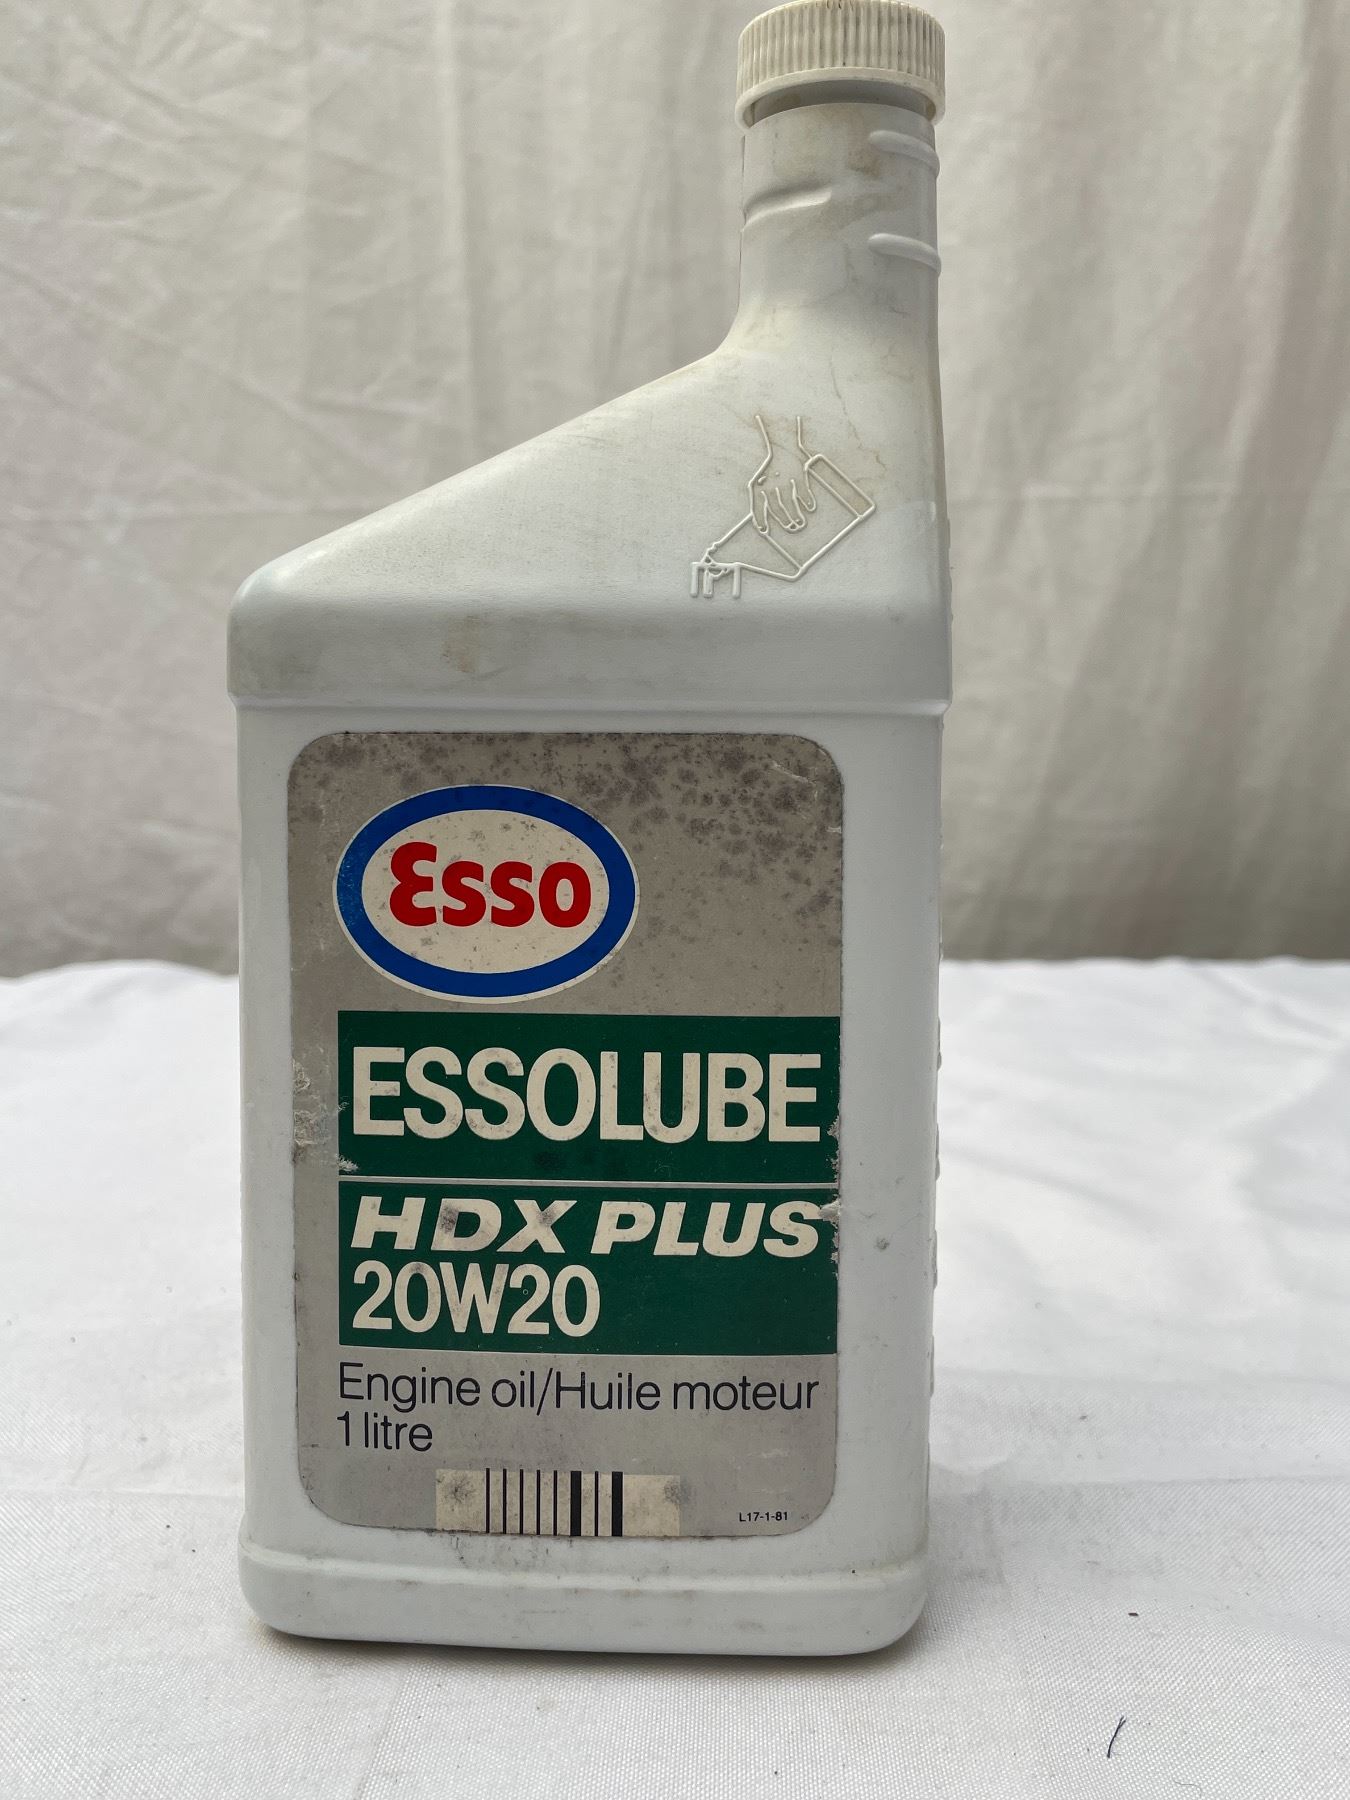 Esso
ESSOLUBE
HDX PLUS
20W20
Engine oil/Huile moteur
1 litre
L17-1-81